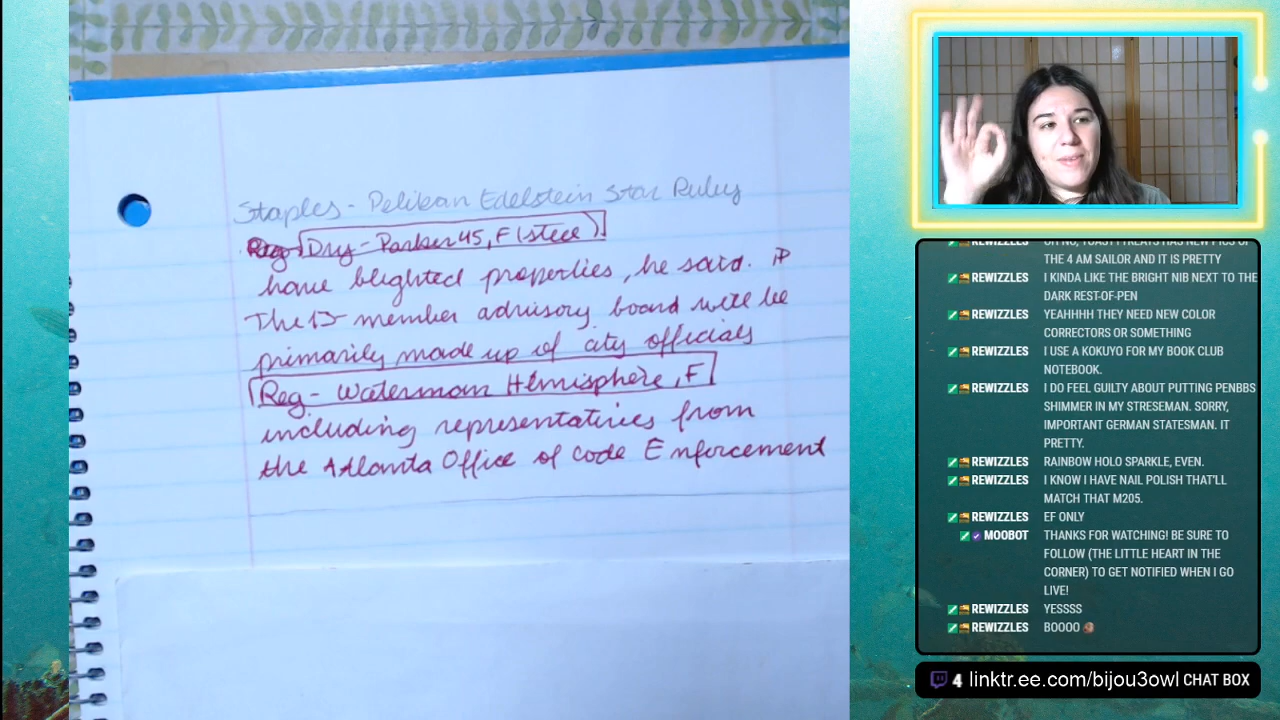 Staples - Pelikan Edelstein Star Ruby
Reg Dry - Parker 45, F (steel)
have blighted properties, he said.
The 13-member advisory board will be
primarily made up of city officials
Reg - Waterman Hémisphère, F
including representatives from
the Atlanta Office of Code Enforcement
OH NO, TOASTYTREATS HAS NEW PICS OF
THE 4 AM SAILOR AND IT IS PRETTY
REWIZZLES I KINDA LIKE THE BRIGHT NIB NEXT TO THE
DARK REST-OF-PEN
REWIZZLES YEAHHHH THEY NEED NEW COLOR
CORRECTORS OR SOMETHING
REWIZZLES I USE A KOKUYO FOR MY BOOK CLUB
NOTEBOOK.
REWIZZLES I DO FEEL GUILTY ABOUT PUTTING PENBBS
SHIMMER IN MY STRESEMAN. SORRY,
IMPORTANT GERMAN STATESMAN. IT
PRETTY.
REWIZZLES RAINBOW HOLO SPARKLE, EVEN.
REWIZZLES I KNOW I HAVE NAIL POLISH THAT'LL
MATCH THAT M205.
REWIZZLES EF ONLY
MOOBOT THANKS FOR WATCHING! BE SURE TO
FOLLOW (THE LITTLE HEART IN THE
CORNER) TO GET NOTIFIED WHEN I GO
LIVE!
REWIZZLES YESSSS
REWIZZLES BOOOO
4 linktr.ee.com/bijou3owl CHAT BOX